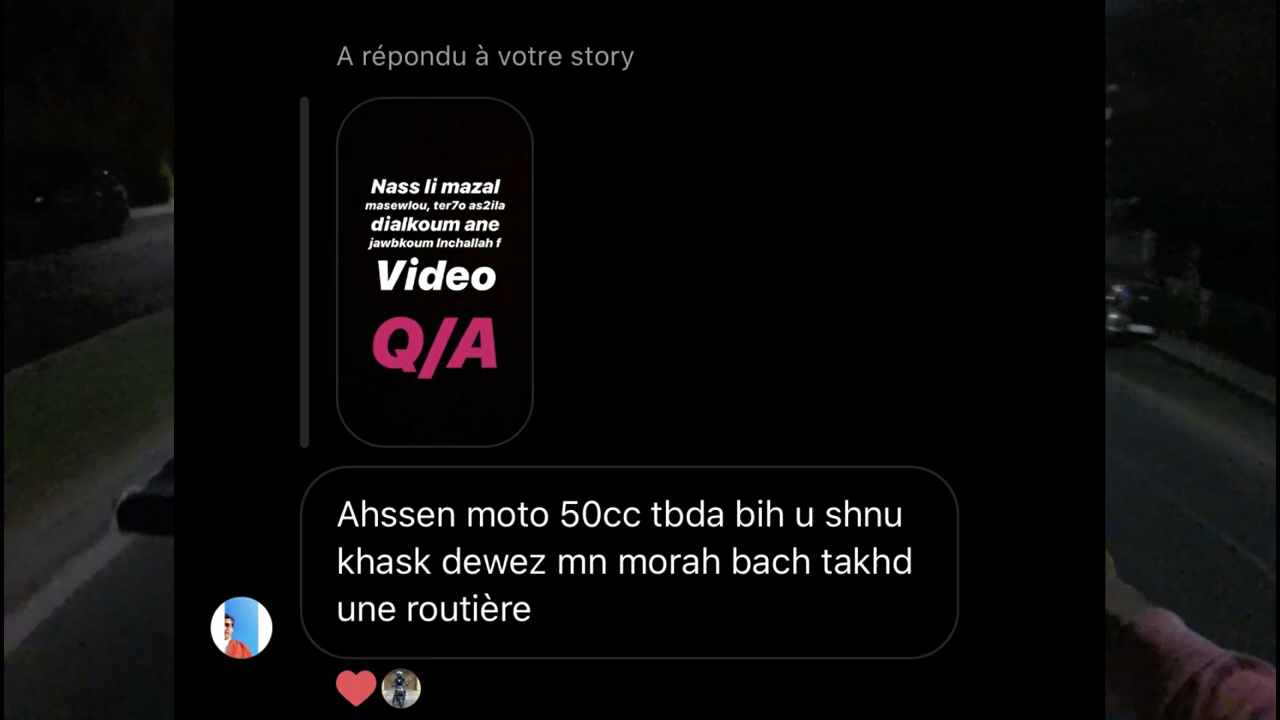 A répondu à votre story
Nass li mazal
masewlou, ter7o as2ila
dialkoum ane
jawbkoum Inchallah f
Video
Q/A
Ahssen moto 50cc tbda bih u shnu
khask dewez mn morah bach takhd
une routière